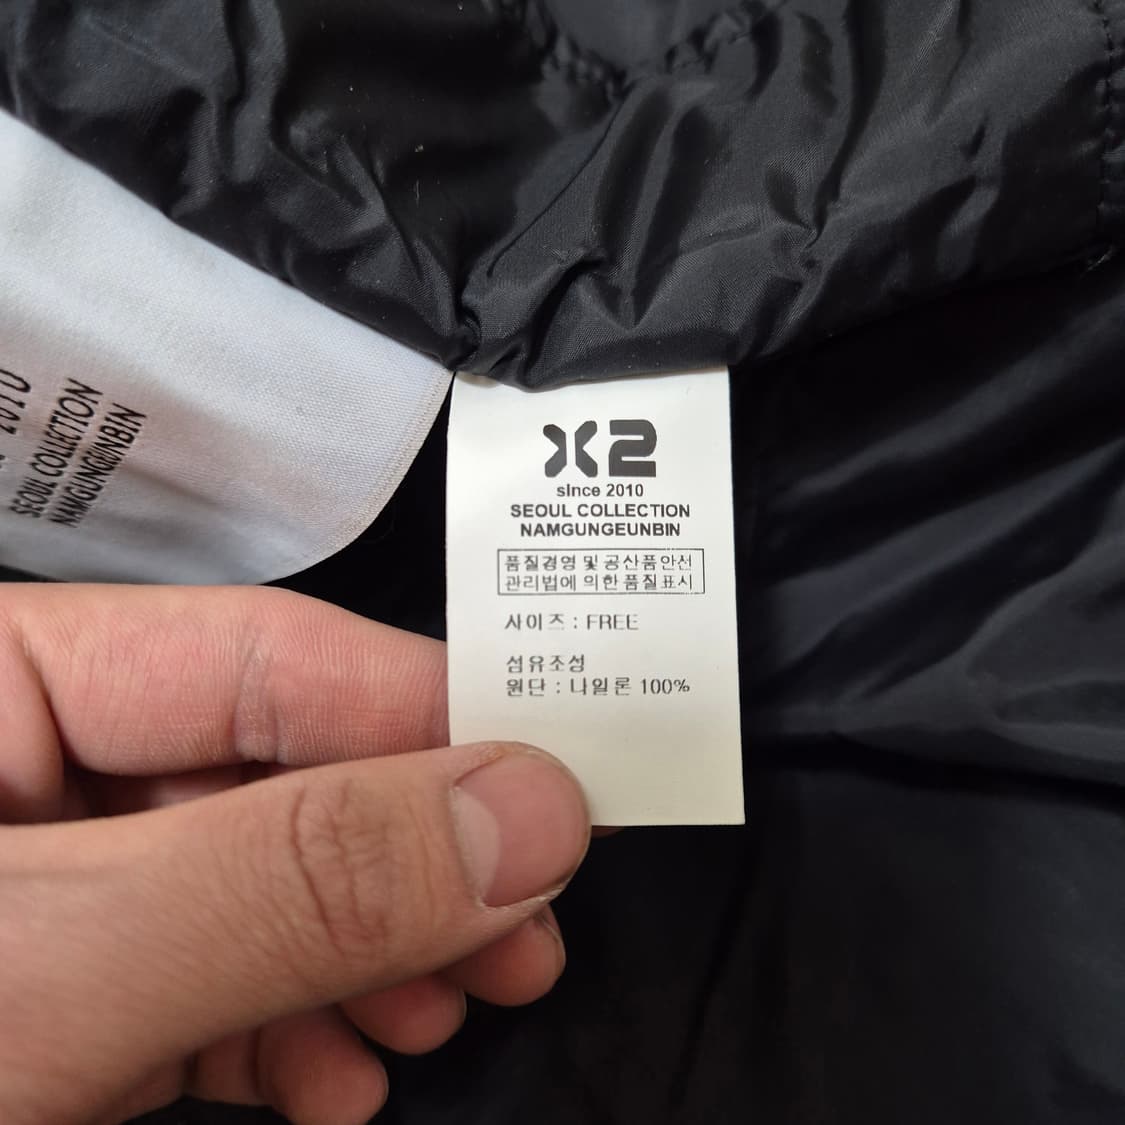 2010
SEOUL COLLECTION
NAMGUNGUNBIN
X2
sInce 2010
SEOUL COLLECTION
NAMGUNGEUNBIN
품질경영 및 공산품안전
관리법에 의한 품질표시
사이즈 : FREE
섬유조성
원단 : 나일론 100%